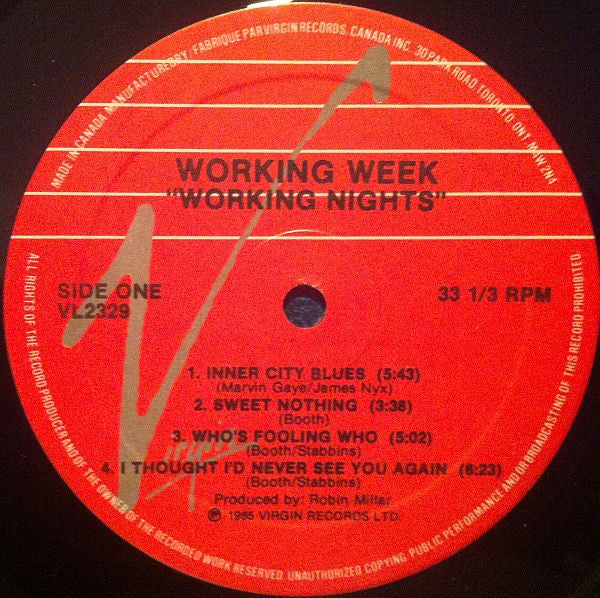 MADE IN CANADA. MANUFACTURED BY: FABRIQUE PAR VIRGIN RECORDS, CANADA INC. 30 PARK ROAD, TORONTO ONT. M4W2N4
WORKING WEEK
"WORKING NIGHTS"
SIDE ONE
VL2329
33 1/3 RPM
1. INNER CITY BLUES (5:43)
(Marvin Gaye/James Nyx)
2. SWEET NOTHING (3:38)
(Booth)
3. WHO'S FOOLING WHO (5:02)
(Booth/Stabbins)
4. I THOUGHT I'D NEVER SEE YOU AGAIN (6:23)
(Booth/Stabbins)
Produced by: Robin Millar
℗ 1985 VIRGIN RECORDS LTD.
Virgin
ALL RIGHTS OF THE RECORD PRODUCER AND OF THE OWNER OF THE RECORDED WORK RESERVED. UNAUTHORIZED COPYING, PUBLIC PERFORMANCE AND/OR BROADCASTING OF THIS RECORD PROHIBITED